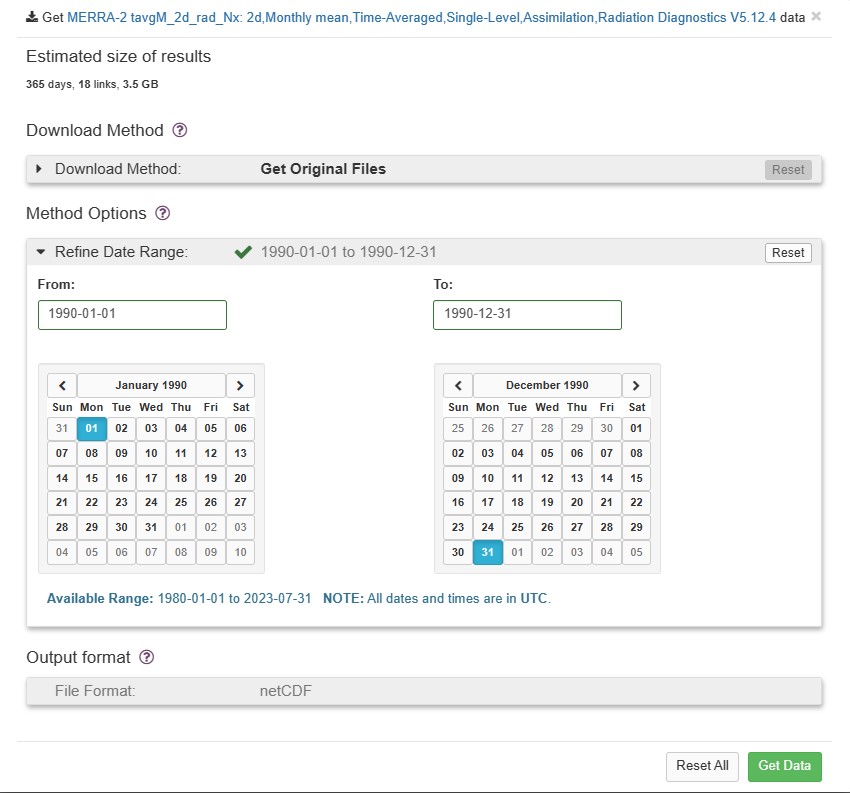 Get MERRA-2 tavgM_2d_rad_Nx: 2d,Monthly mean,Time-Averaged,Single-Level,Assimilation,Radiation Diagnostics V5.12.4 data ×
Estimated size of results
365 days, 18 links, 3.5 GB
Download Method ?
Download Method: Get Original Files Reset
Method Options ?
Refine Date Range: 1990-01-01 to 1990-12-31 Reset
From:
1990-01-01
January 1990
Sun Mon Tue Wed Thu Fri Sat
31 01 02 03 04 05 06
07 08 09 10 11 12 13
14 15 16 17 18 19 20
21 22 23 24 25 26 27
28 29 30 31 01 02 03
04 05 06 07 08 09 10
To:
1990-12-31
December 1990
Sun Mon Tue Wed Thu Fri Sat
25 26 27 28 29 30 01
02 03 04 05 06 07 08
09 10 11 12 13 14 15
16 17 18 19 20 21 22
23 24 25 26 27 28 29
30 31 01 02 03 04 05
Available Range: 1980-01-01 to 2023-07-31 NOTE: All dates and times are in UTC.
Output format ?
File Format: netCDF
Reset All Get Data